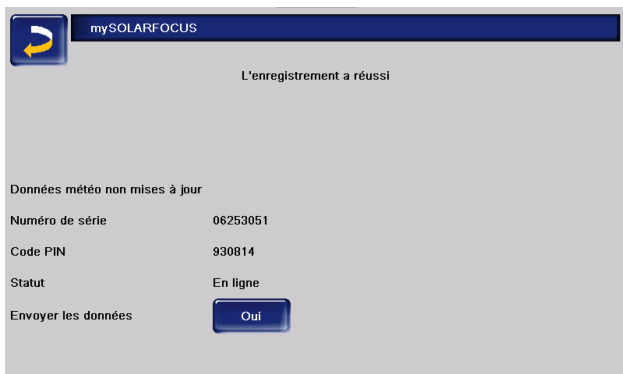 mySOLARFOCUS
L'enregistrement a réussi
Données météo non mises à jour
Numéro de série 06253051
Code PIN 930814
Statut En ligne
Envoyer les données Oui